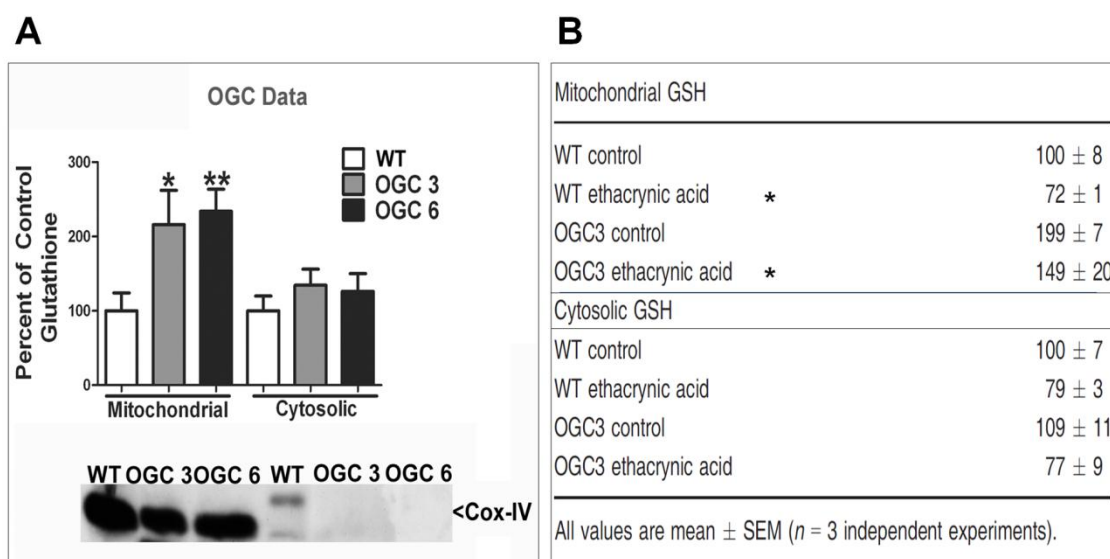 A
OGC Data
Percent of Control
Glutathione
300
200
100
0
*
**
WT
OGC 3
OGC 6
Mitochondrial
Cytosolic
WT OGC 3 OGC 6 WT OGC 3 OGC 6
<Cox-IV
B
Mitochondrial GSH
WT control 100 ± 8
WT ethacrynic acid * 72 ± 1
OGC3 control 199 ± 7
OGC3 ethacrynic acid * 149 ± 20
Cytosolic GSH
WT control 100 ± 7
WT ethacrynic acid 79 ± 3
OGC3 control 109 ± 11
OGC3 ethacrynic acid 77 ± 9
All values are mean ± SEM (n = 3 independent experiments).